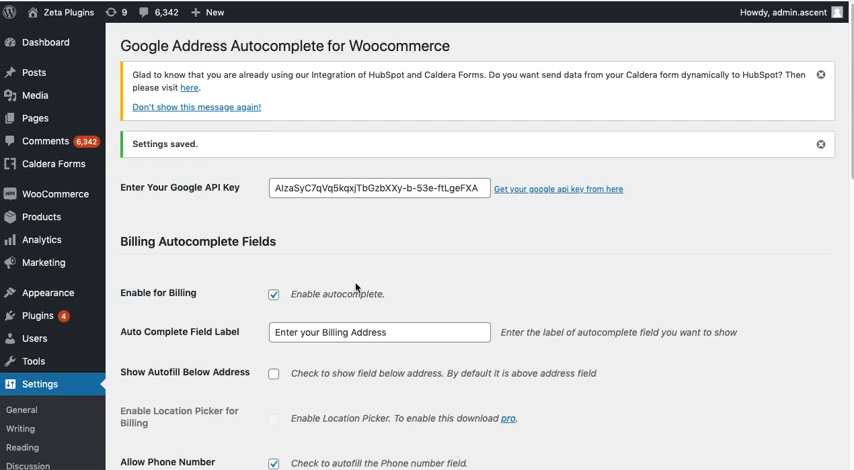 Zeta Plugins 9 6,342 + New Howdy, admin.ascent
Dashboard
Posts
Media
Pages
Comments 6,342
Caldera Forms
WooCommerce
Products
Analytics
Marketing
Appearance
Plugins 4
Users
Tools
Settings
General
Writing
Reading
Discussion
Google Address Autocomplete for Woocommerce
Glad to know that you are already using our Integration of HubSpot and Caldera Forms. Do you want send data from your Caldera form dynamically to HubSpot? Then
please visit here.
Don't show this message again!
Settings saved.
Enter Your Google API Key AIzaSyC7qVq5kqxjTbGzbXXy-b-53e-ftLgeFXA Get your google api key from here
Billing Autocomplete Fields
Enable for Billing Enable autocomplete.
Auto Complete Field Label Enter your Billing Address Enter the label of autocomplete field you want to show
Show Autofill Below Address Check to show field below address. By default it is above address field
Enable Location Picker for
Billing Enable Location Picker. To enable this download pro.
Allow Phone Number Check to autofill the Phone number field.